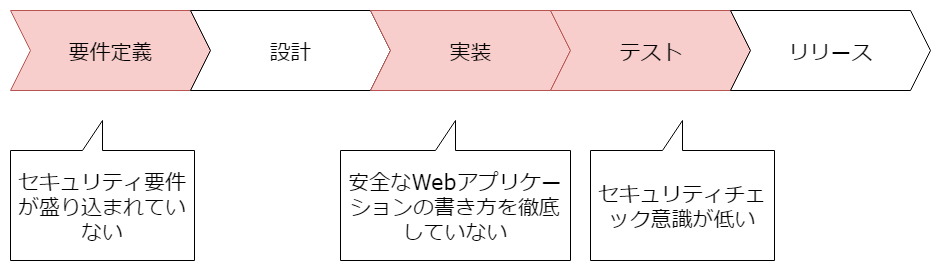 要件定義
設計
実装
テスト
リリース
セキュリティ要件
が盛り込まれてい
ない
安全なWebアプリケー
ションの書き方を徹底
していない
セキュリティチェ
ック意識が低い